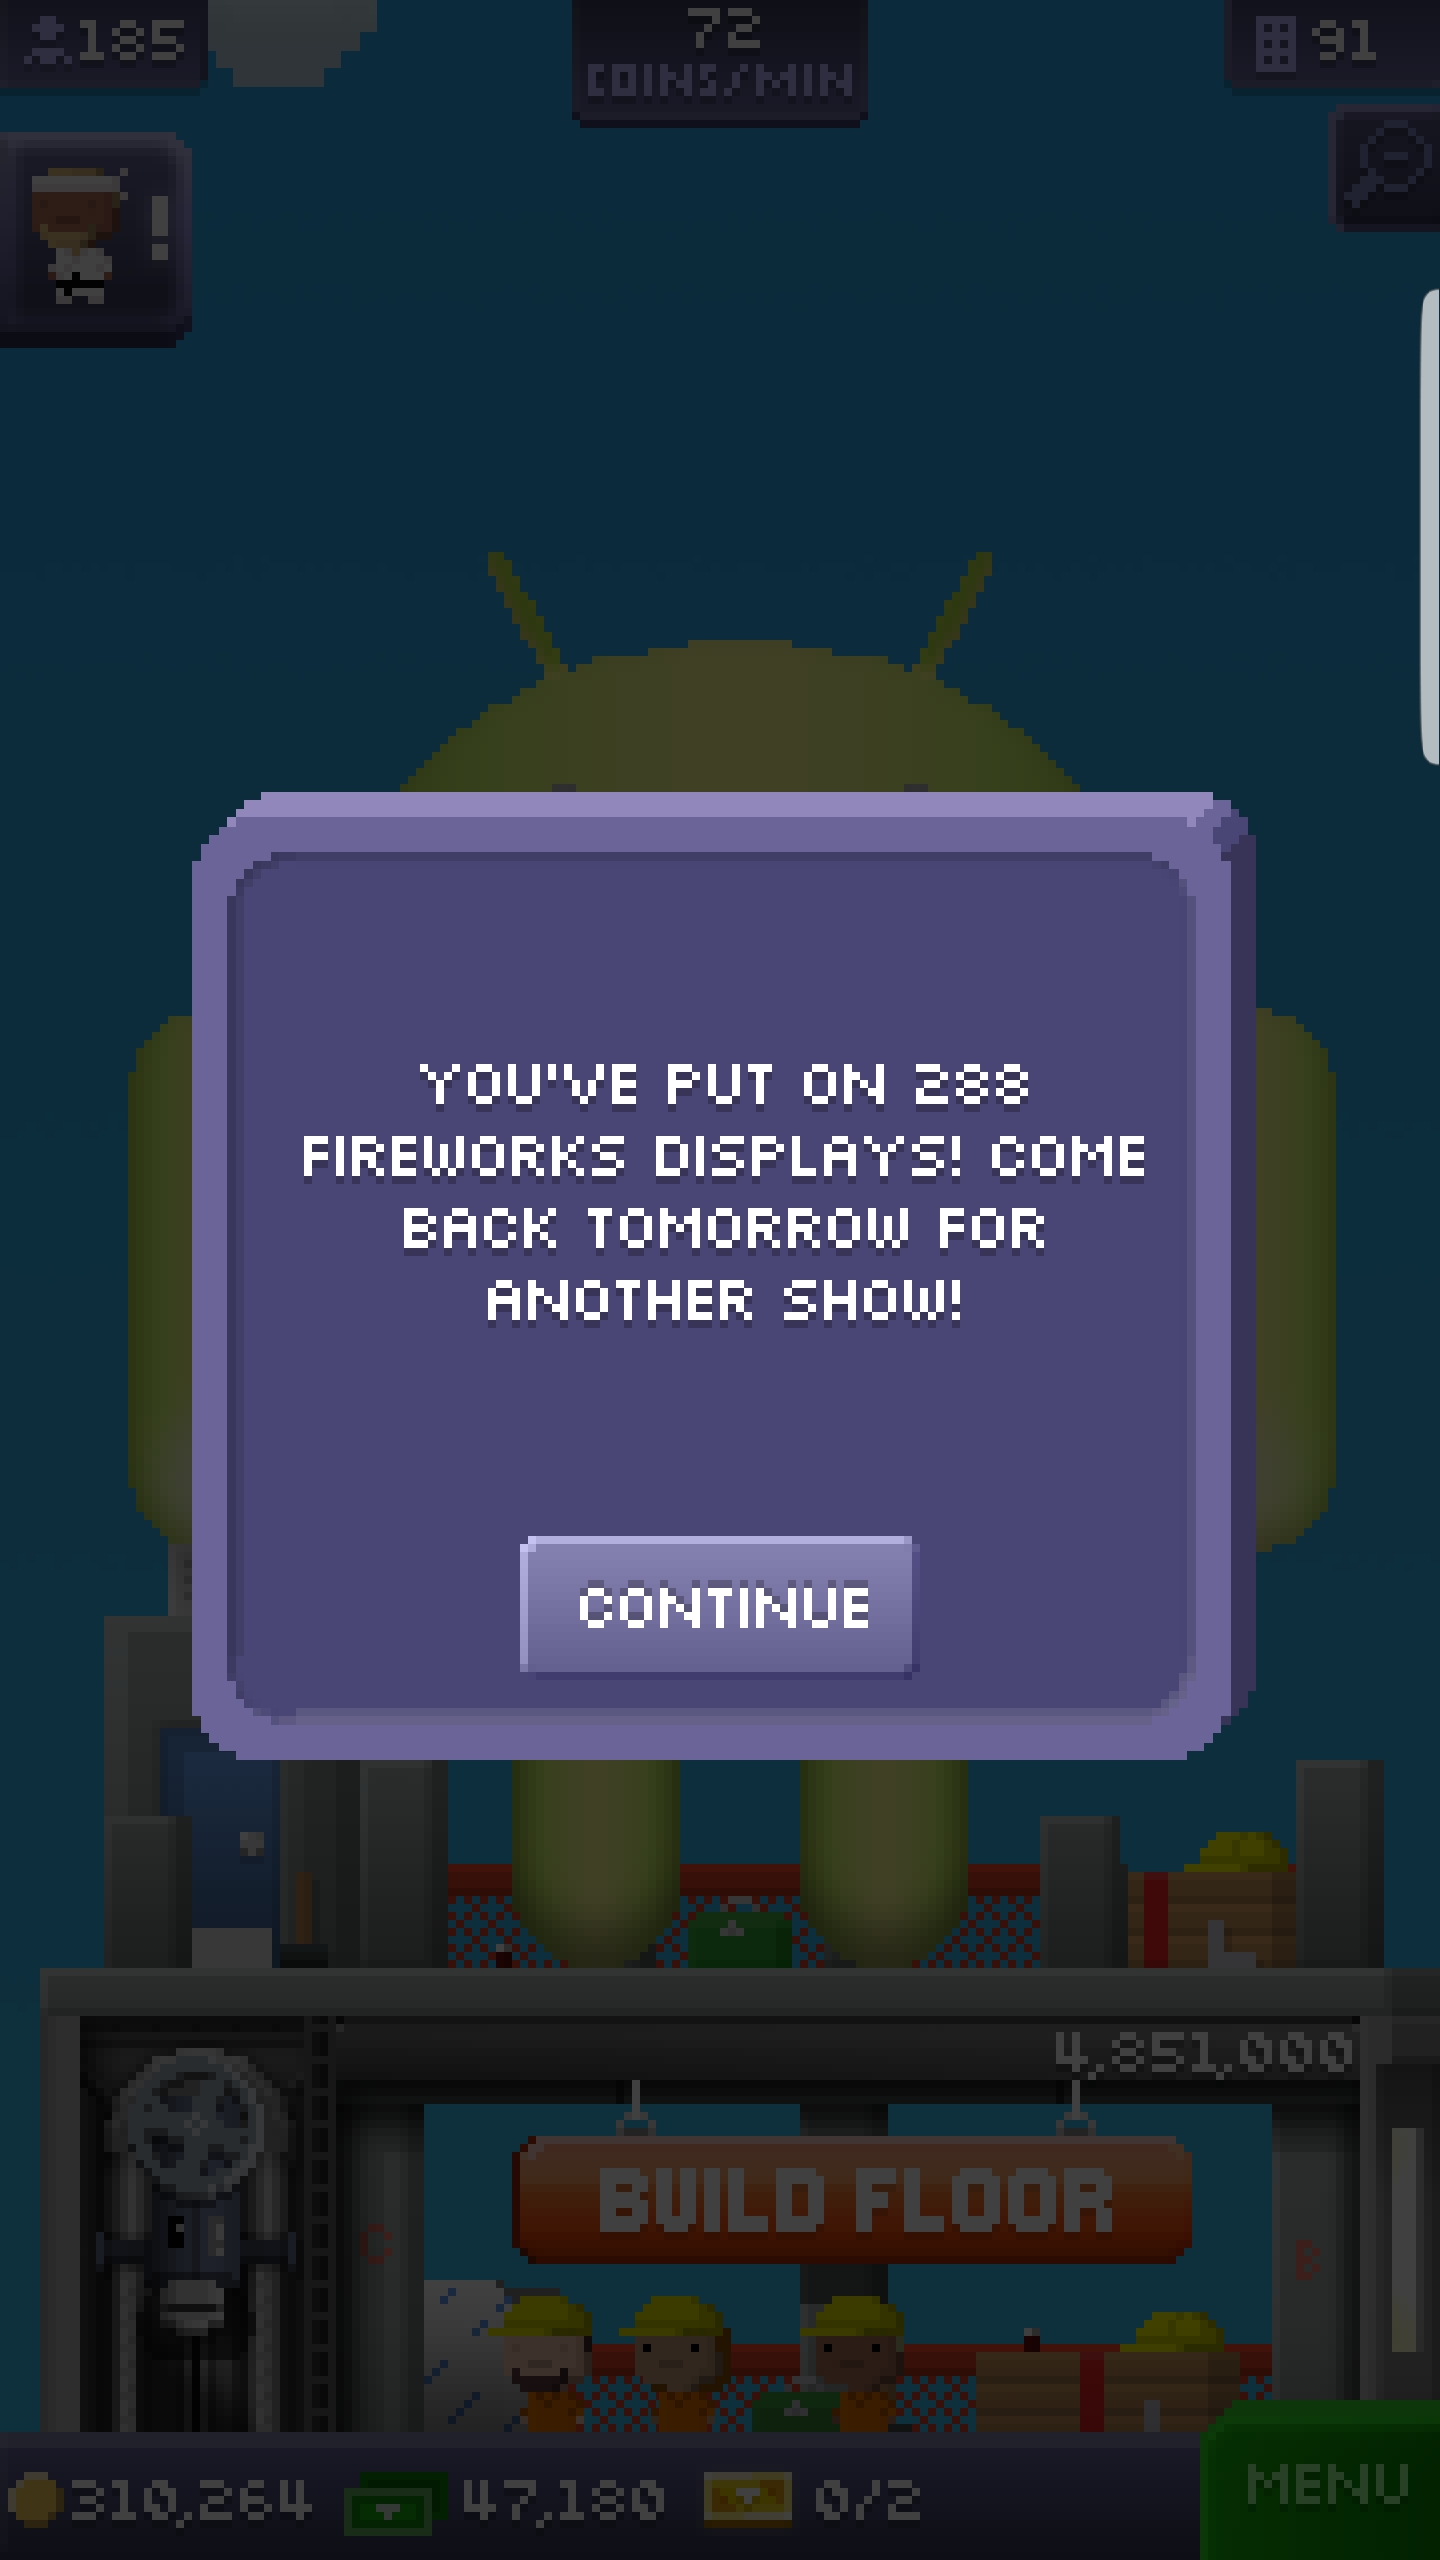 185
72
COINS/MIN
91
!
YOU'VE PUT ON 288
FIREWORKS DISPLAYS! COME
BACK TOMORROW FOR
ANOTHER SHOW!
CONTINUE
4,851,000
BUILD FLOOR
C
B
310,264
47,180
0/2
MENU